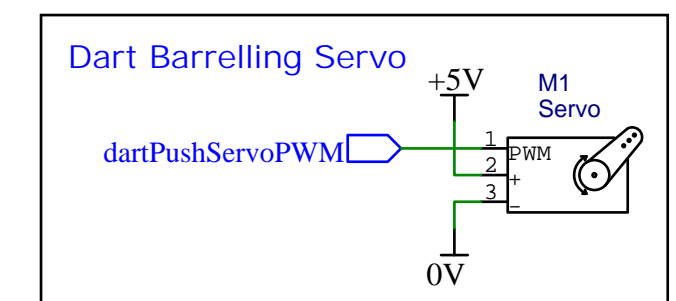 Dart Barrelling Servo
+5V
M1
Servo
dartPushServoPWM
1
PWM
2
+
3
-
0V